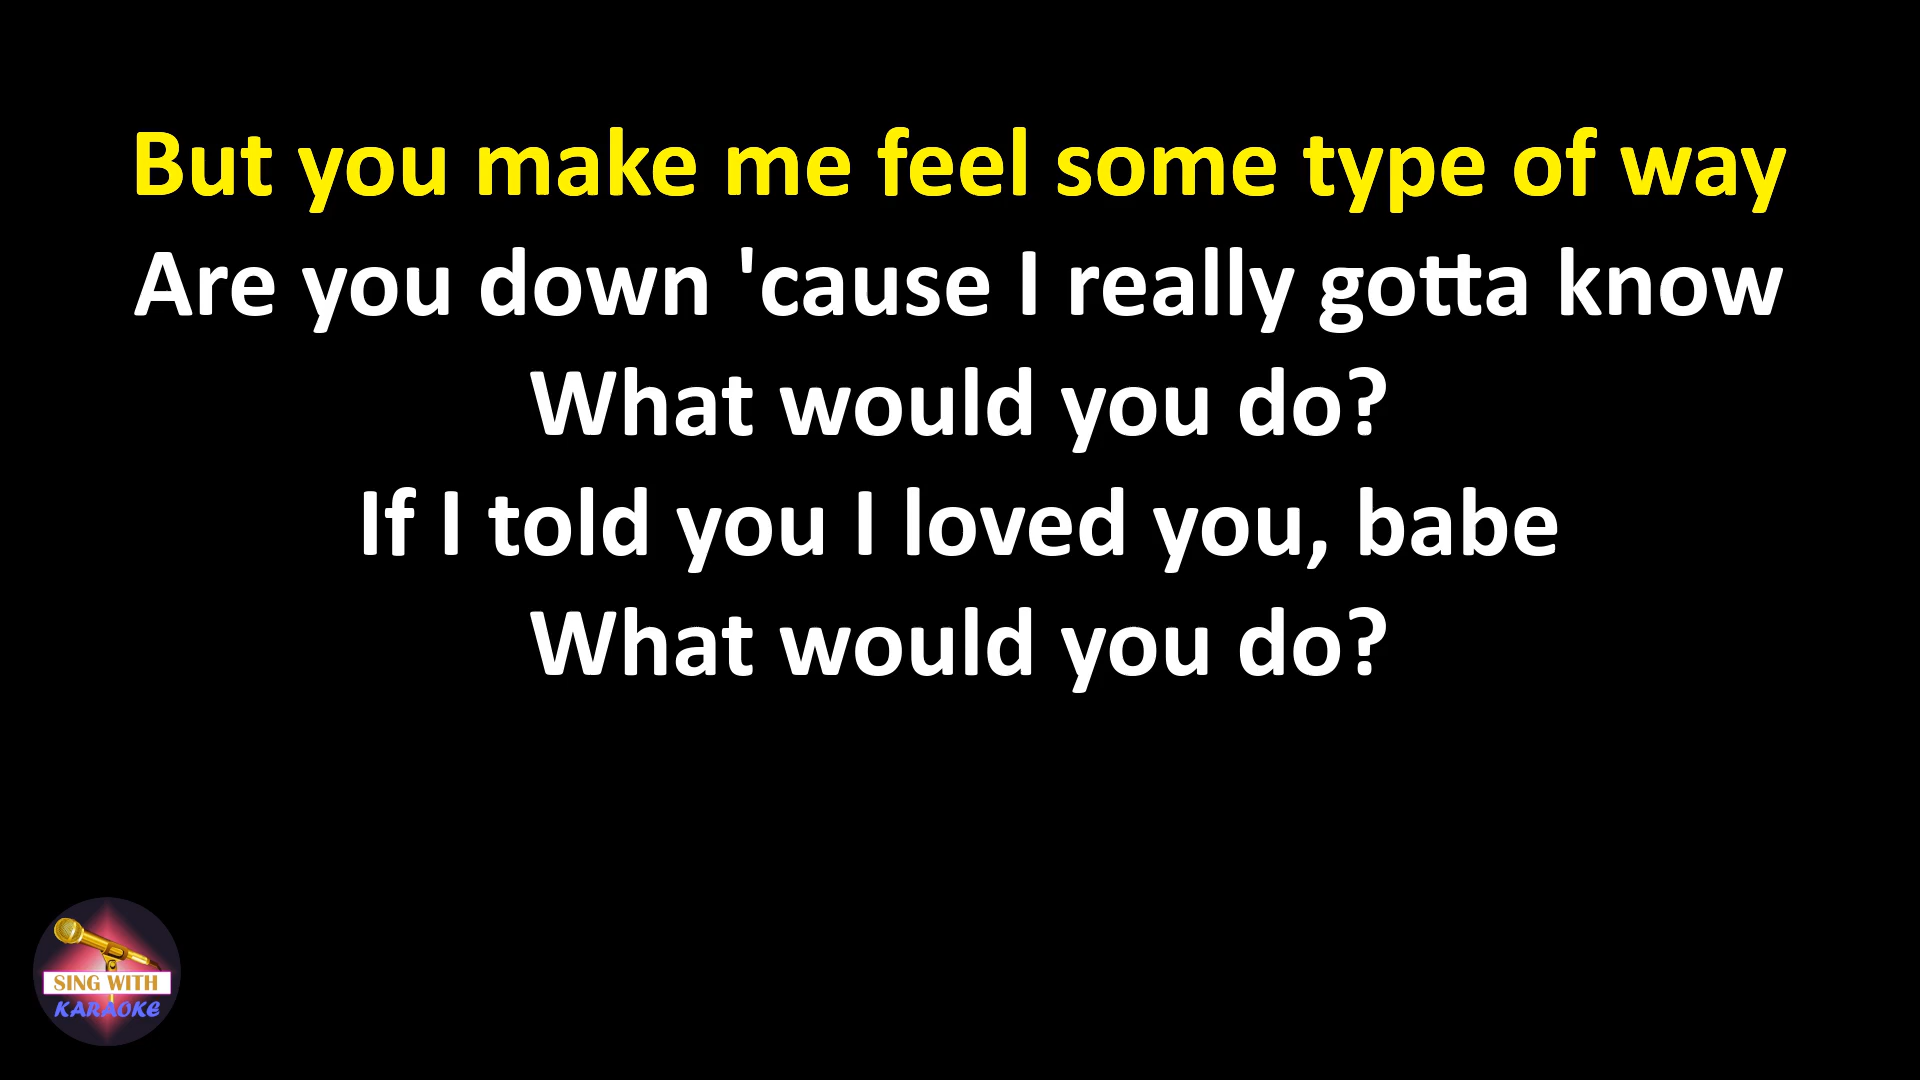 But you make me feel some type of way
Are you down 'cause I really gotta know
What would you do?
If I told you I loved you, babe
What would you do?
SING WITH
KARAOKE